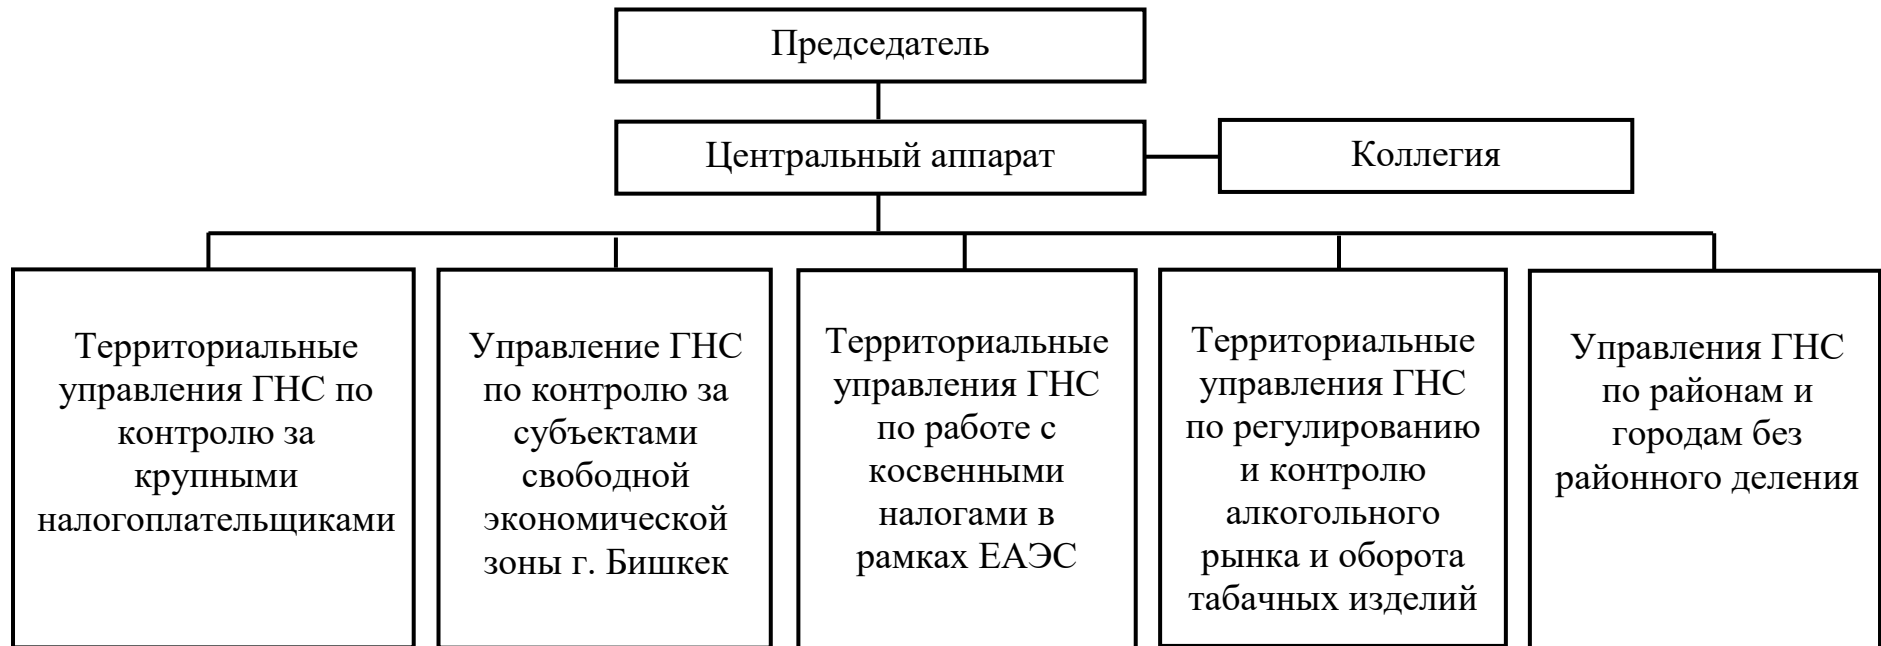 Председатель
Центральный аппарат
Коллегия
Территориальные
управления ГНС по
контролю за
крупными
налогоплательщиками
Управление ГНС
по контролю за
субъектами
свободной
экономической
зоны г. Бишкек
Территориальные
управления ГНС
по работе с
косвенными
налогами в
рамках ЕАЭС
Территориальные
управления ГНС
по регулированию
и контролю
алкогольного
рынка и оборота
табачных изделий
Управления ГНС
по районам и
городам без
районного деления